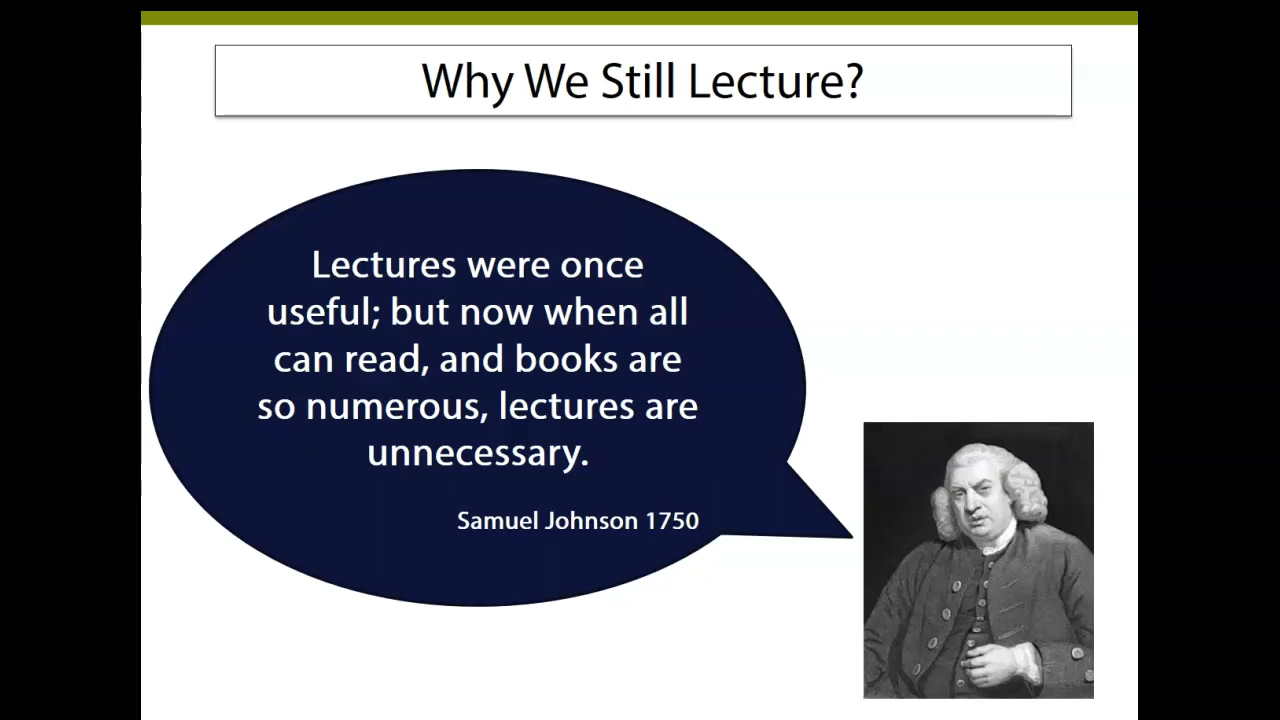 Why We Still Lecture?
Lectures were once
useful; but now when all
can read, and books are
so numerous, lectures are
unnecessary.
Samuel Johnson 1750